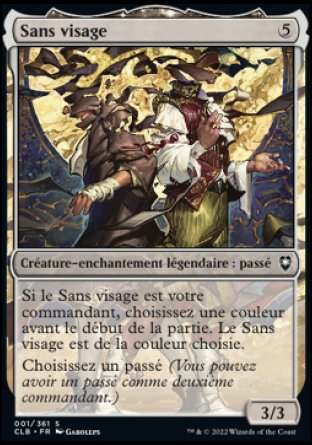 Sans visage 5
Créature-enchantement légendaire : passé
Si le Sans visage est votre
commandant, choisissez une couleur
avant le début de la partie. Le Sans
visage est de la couleur choisie.
Choisissez un passé (Vous pouvez
avoir un passé comme deuxième
commandant.)
3/3
001/361 S
CLB • FR GABOLEPS
™ & © 2022 Wizards of the Coast